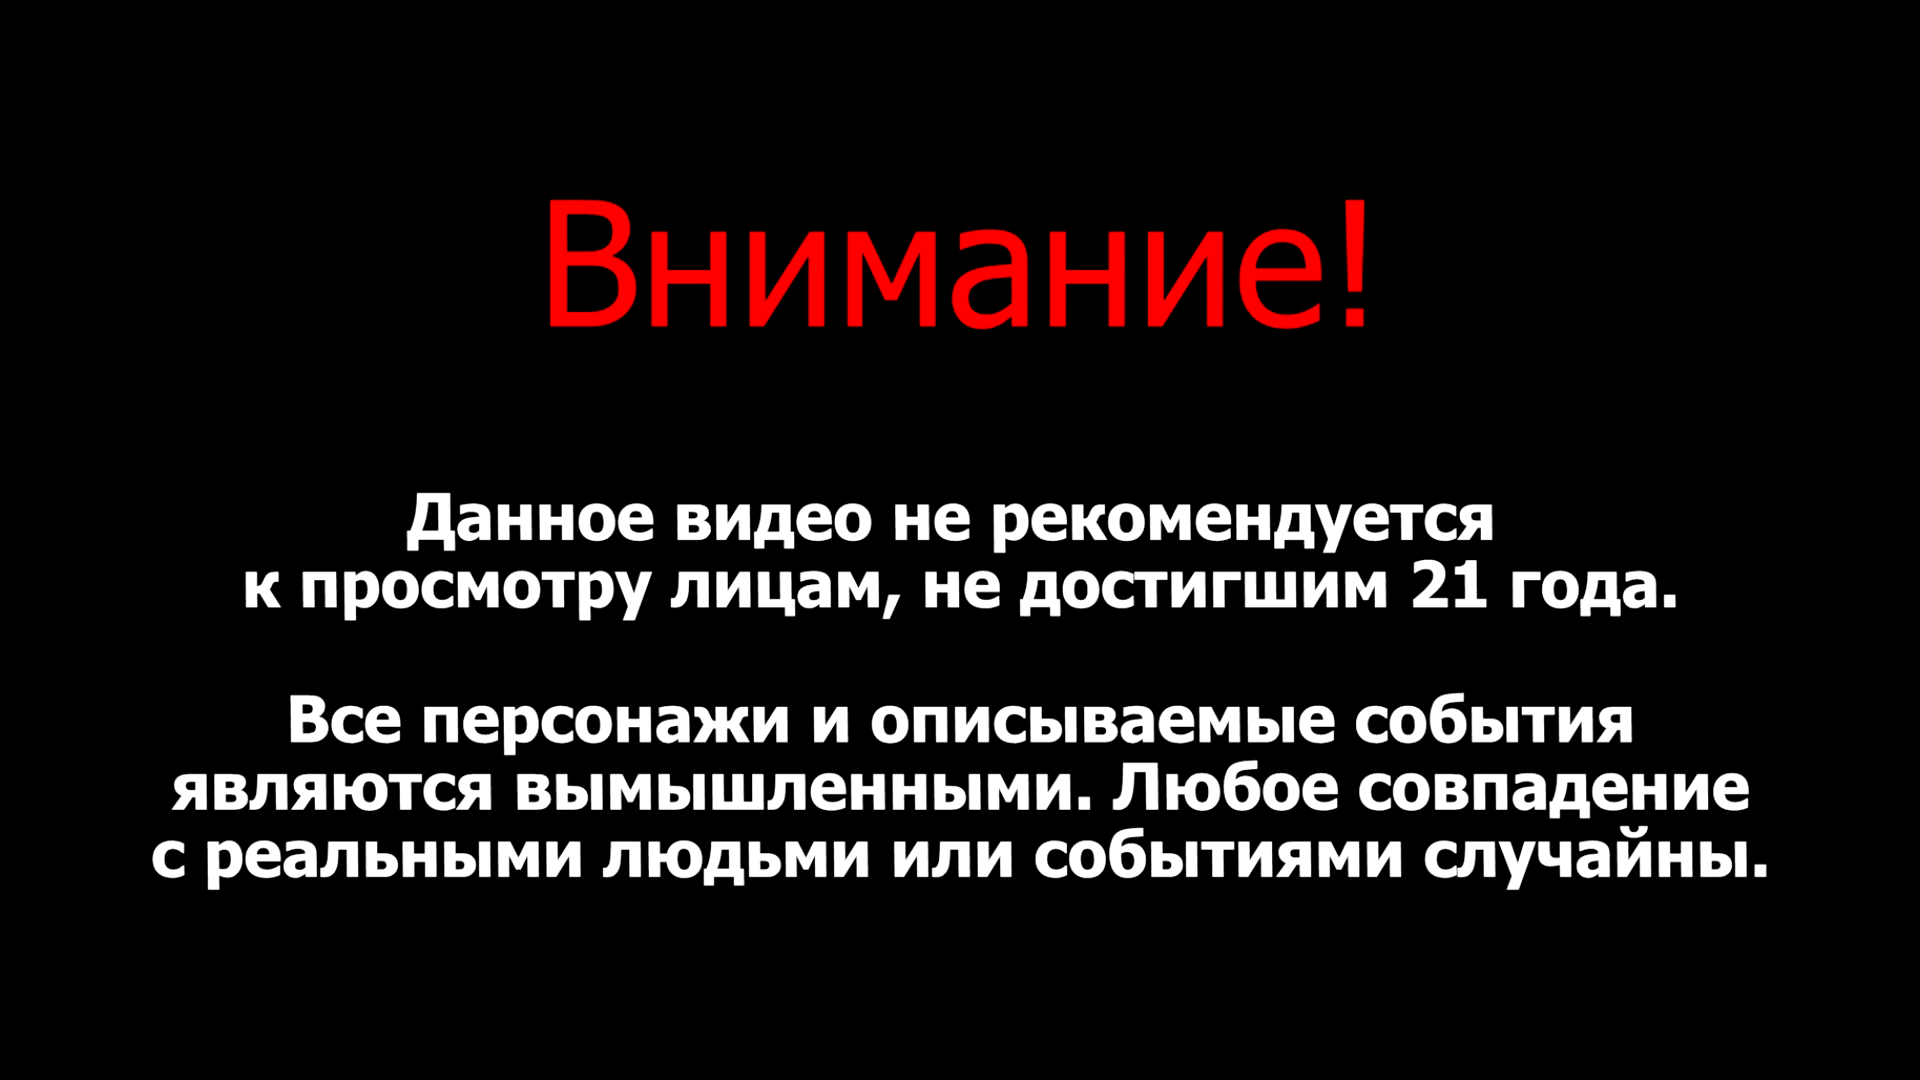 Внимание!
Данное видео не рекомендуется
к просмотру лицам, не достигшим 21 года.
Все персонажи и описываемые события
являются вымышленными. Любое совпадение
с реальными людьми или событиями случайны.